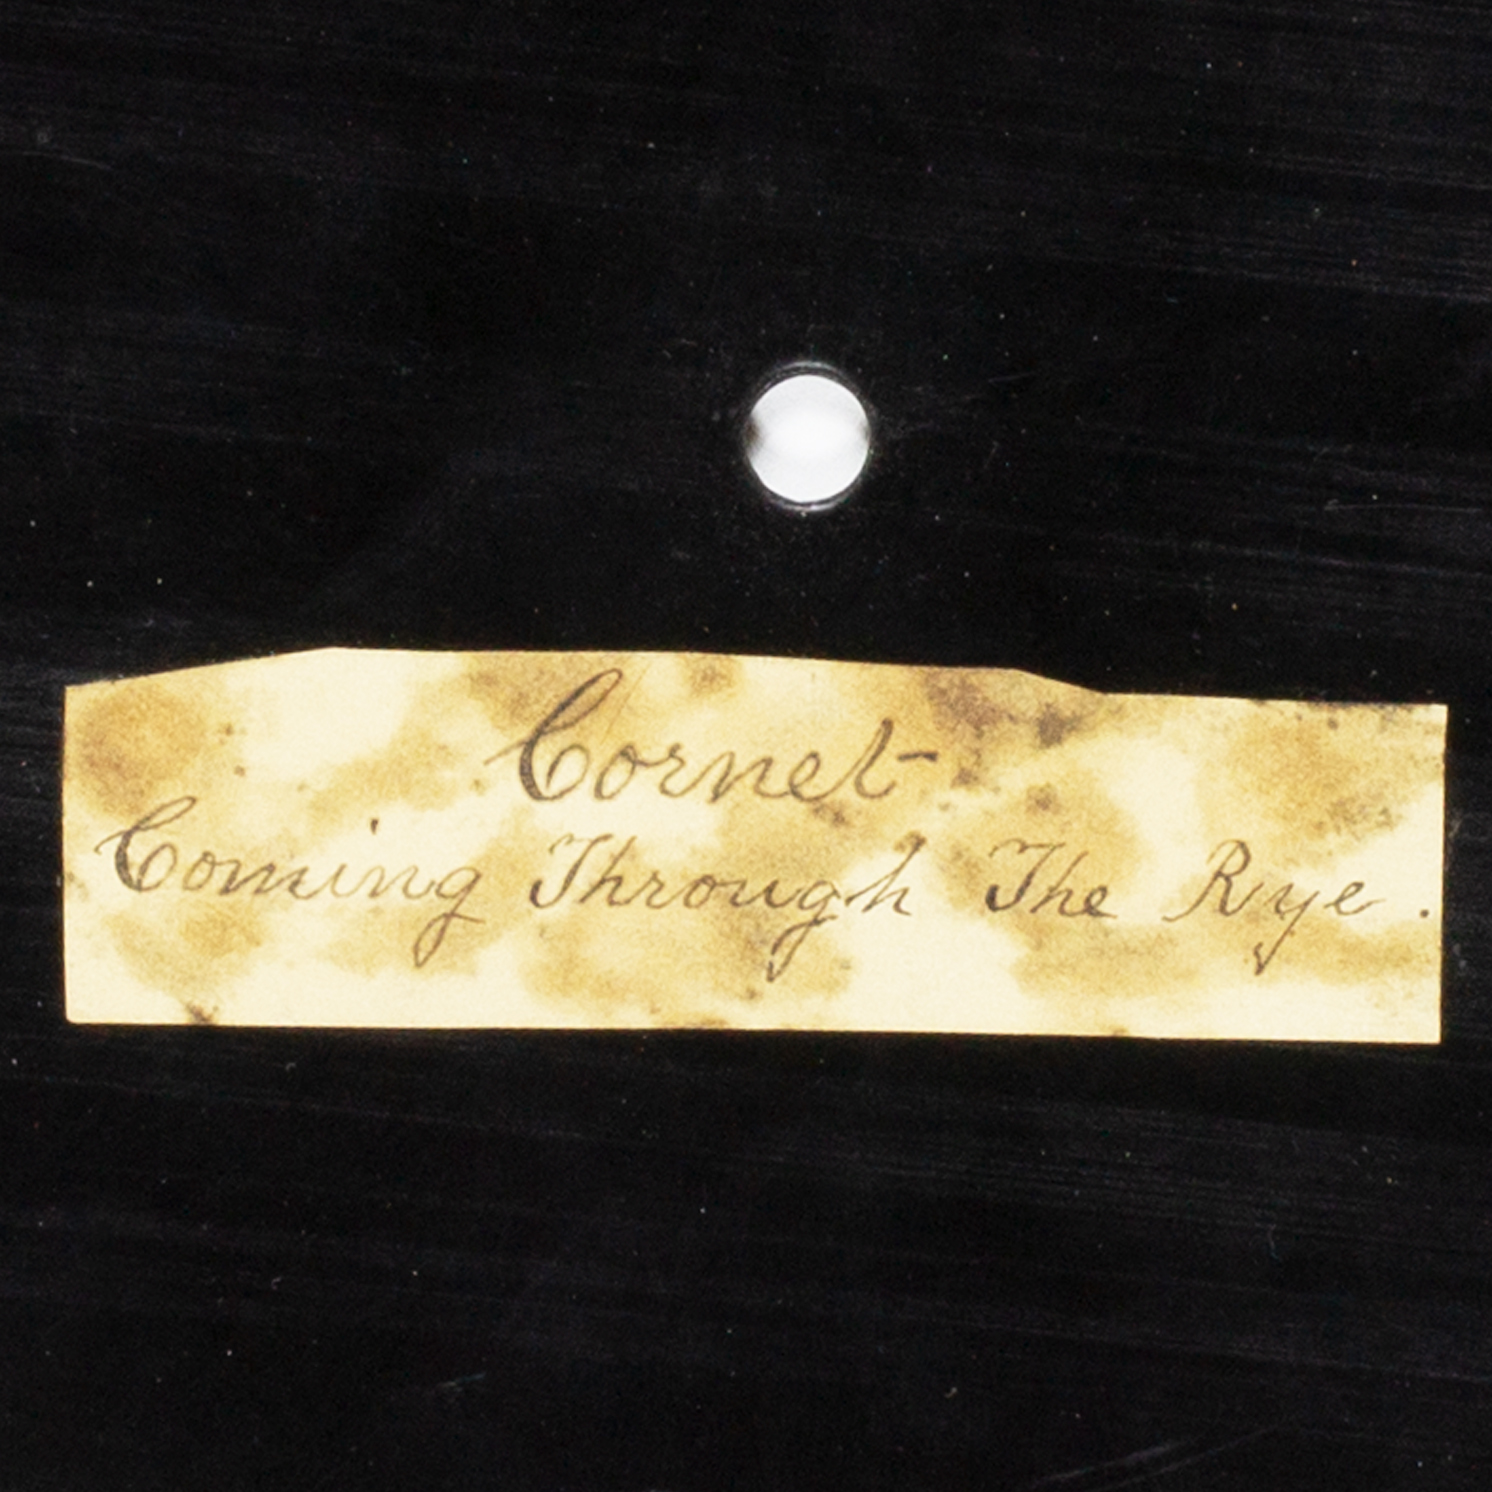 Cornet
Coming Through The Rye.